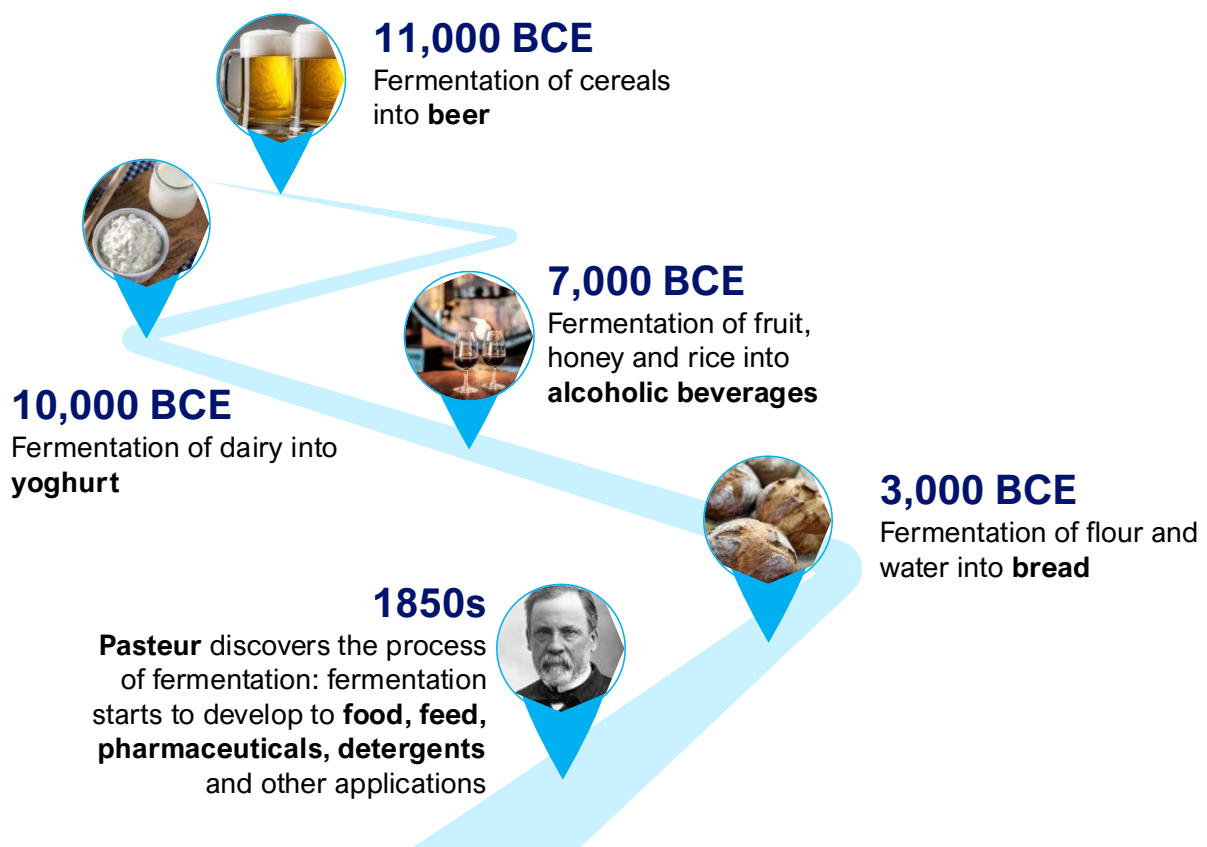 11,000 BCE
Fermentation of cereals
into beer
10,000 BCE
Fermentation of dairy into
yoghurt
7,000 BCE
Fermentation of fruit,
honey and rice into
alcoholic beverages
3,000 BCE
Fermentation of flour and
water into bread
1850s
Pasteur discovers the process
of fermentation: fermentation
starts to develop to food, feed,
pharmaceuticals, detergents
and other applications